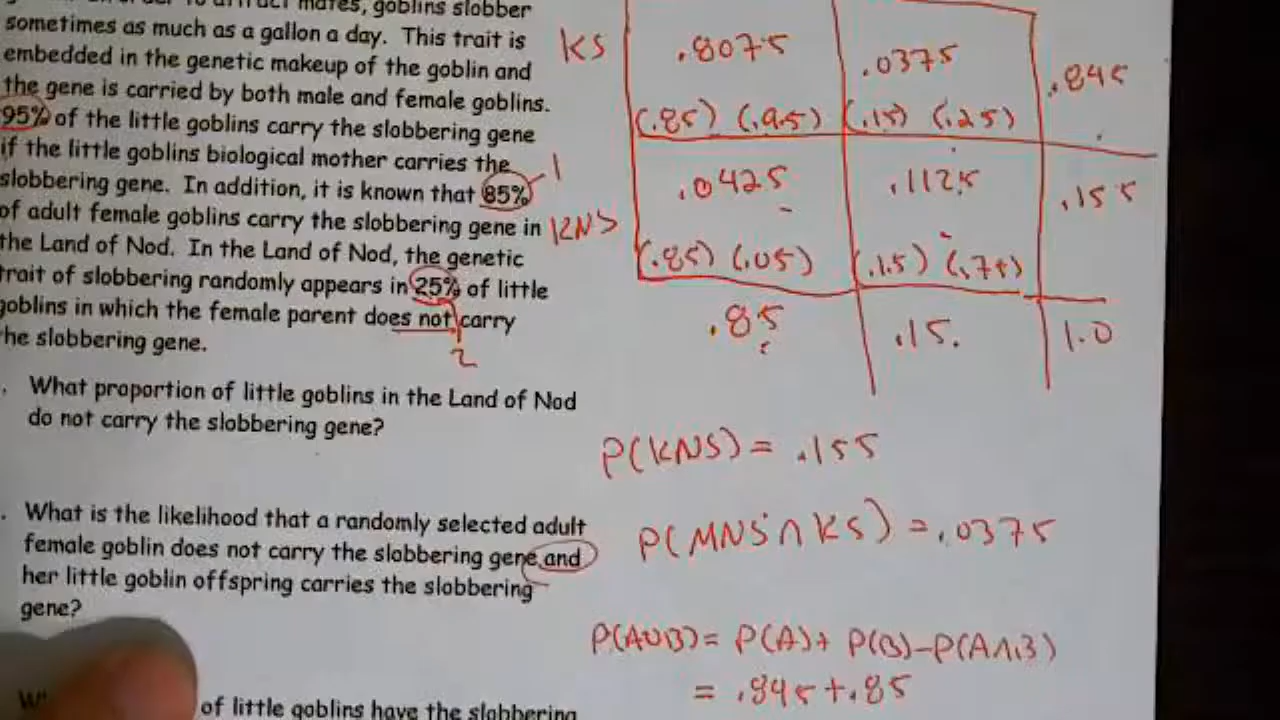 mates, goblins slobber
sometimes as much as a gallon a day. This trait is
embedded in the genetic makeup of the goblin and
the gene is carried by both male and female goblins.
95% of the little goblins carry the slobbering gene
if the little goblins biological mother carries the
slobbering gene. In addition, it is known that 85%
of adult female goblins carry the slobbering gene in
the Land of Nod. In the Land of Nod, the genetic
trait of slobbering randomly appears in 25% of little
goblins in which the female parent does not carry
the slobbering gene.
1
2
. What proportion of little goblins in the Land of Nod
do not carry the slobbering gene?
. What is the likelihood that a randomly selected adult
female goblin does not carry the slobbering gene and
her little goblin offspring carries the slobbering
gene?
of little goblins have the slobbering
KS .8075 .0375 .845
(.85) (.95) (.15) (.25)
KNS .0425 .1125 .155
(.85) (.05) (.15) (.75)
.85 .15 1.0
P(KNS) = .155
P(MNS ∩ KS) = .0375
P(A∪B) = P(A) + P(B) - P(A∩B)
= .845 + .85